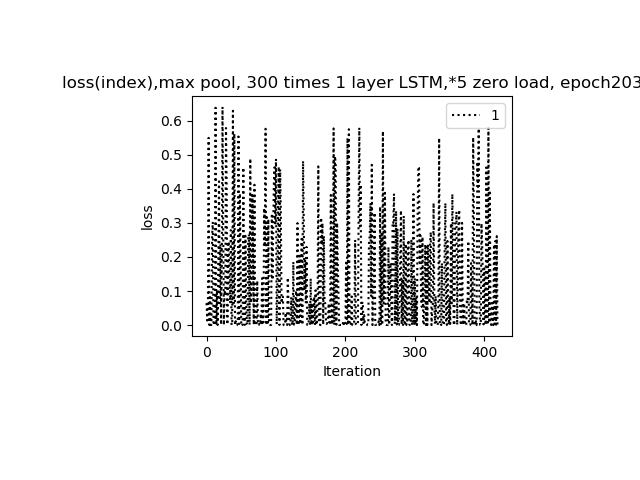 loss(index),max pool, 300 times 1 layer LSTM,*5 zero load, epoch203
1
0.6
0.5
0.4
0.3
0.2
0.1
0.0
loss
0 100 200 300 400
Iteration